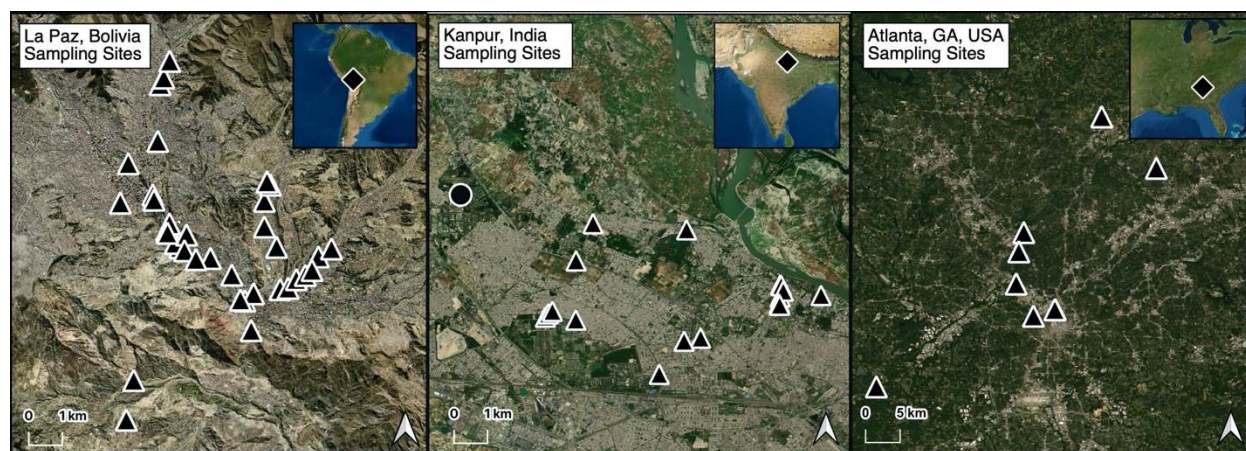 La Paz, Bolivia
Sampling Sites
0 1 km
Kanpur, India
Sampling Sites
0 1 km
Atlanta, GA, USA
Sampling Sites
0 5 km